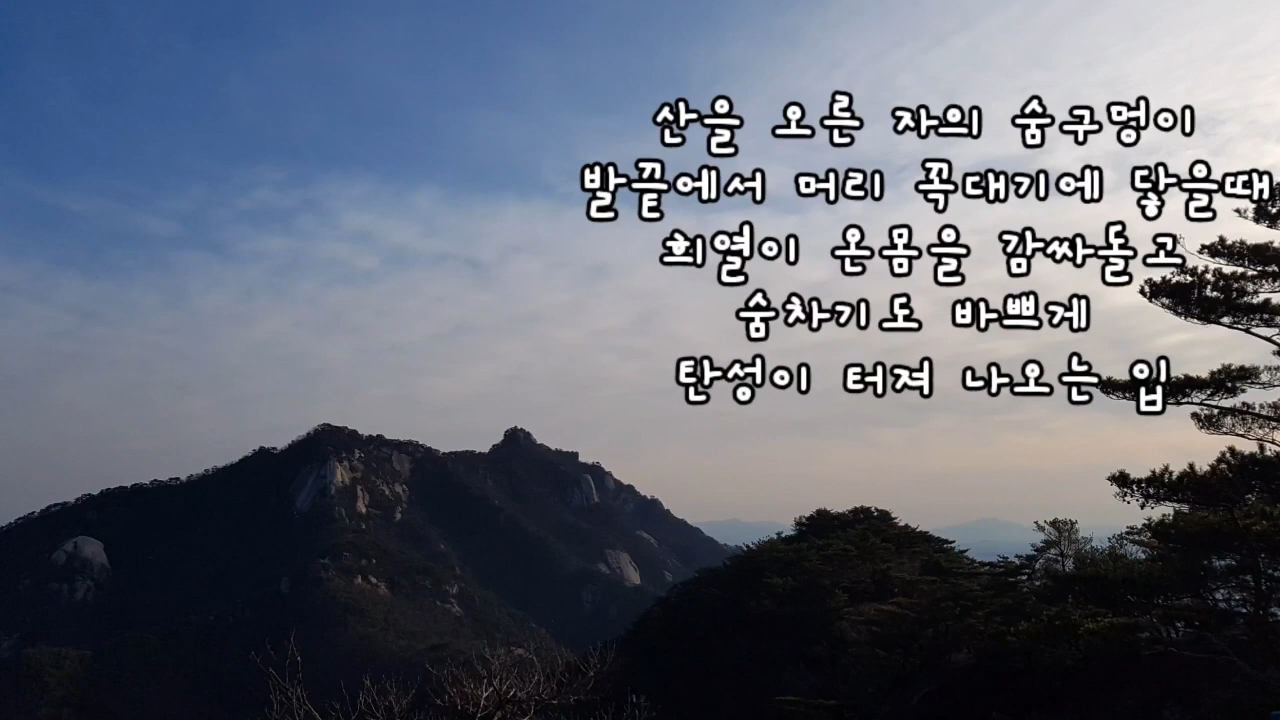 산을 오른 자의 숨구멍이
발끝에서 머리 꼭대기에 닿을때
희열이 온몸을 감싸돌고
숨차기도 바쁘게
탄성이 터져 나오는 입